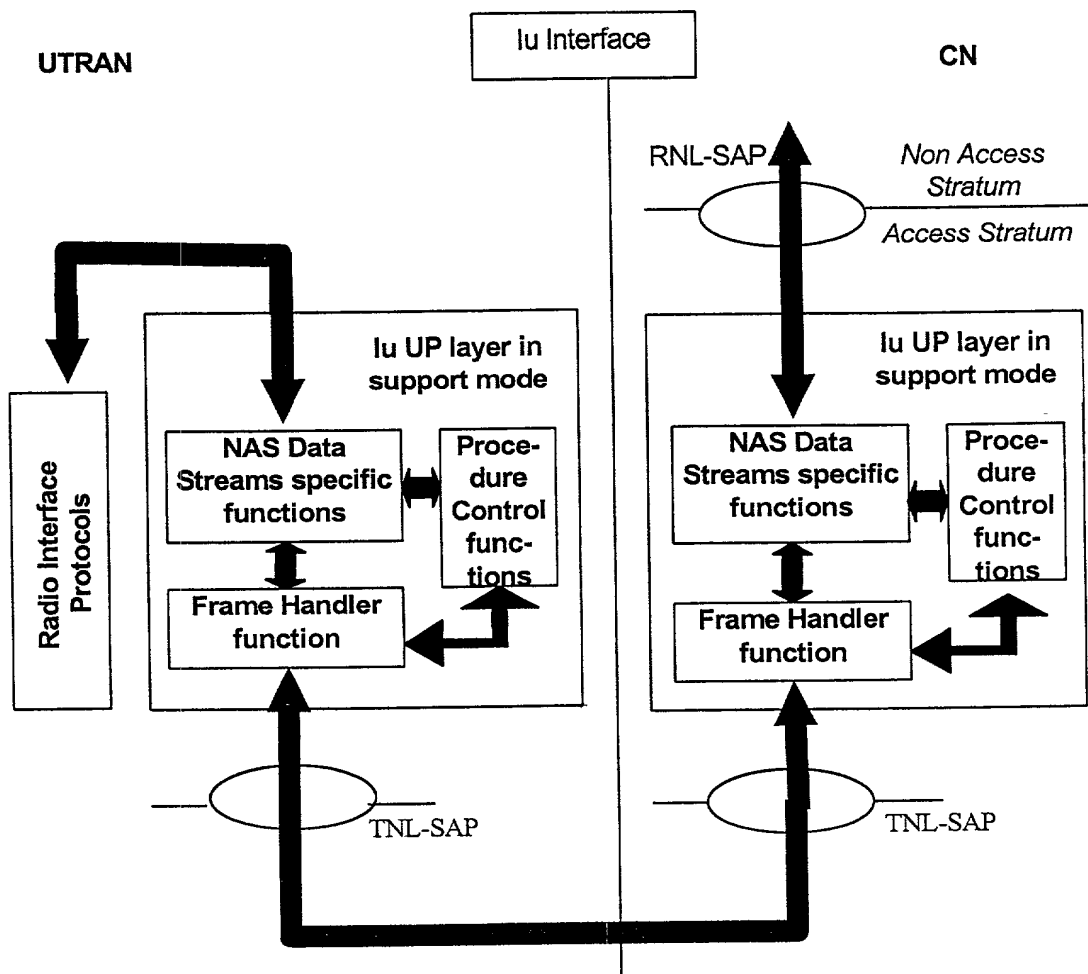 Iu Interface
UTRAN
CN
RNL-SAP
Non Access
Stratum
Access Stratum
Iu UP layer in
support mode
NAS Data
Streams specific
functions
Proce-
dure
Control
func-
tions
Frame Handler
function
Radio Interface
Protocols
TNL-SAP
Iu UP layer in
support mode
NAS Data
Streams specific
functions
Proce-
dure
Control
func-
tions
Frame Handler
function
TNL-SAP